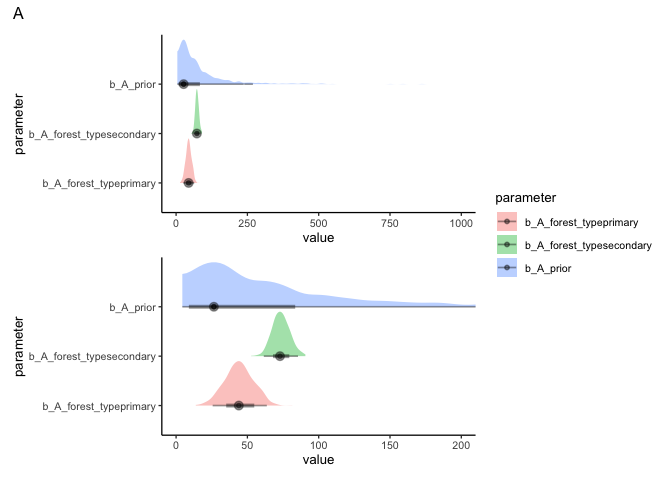 A
parameter
b_A_prior
b_A_forest_typesecondary
b_A_forest_typeprimary
0 250 500 750 1000
value
parameter
b_A_prior
b_A_forest_typesecondary
b_A_forest_typeprimary
0 50 100 150 200
value
parameter
b_A_forest_typeprimary
b_A_forest_typesecondary
b_A_prior